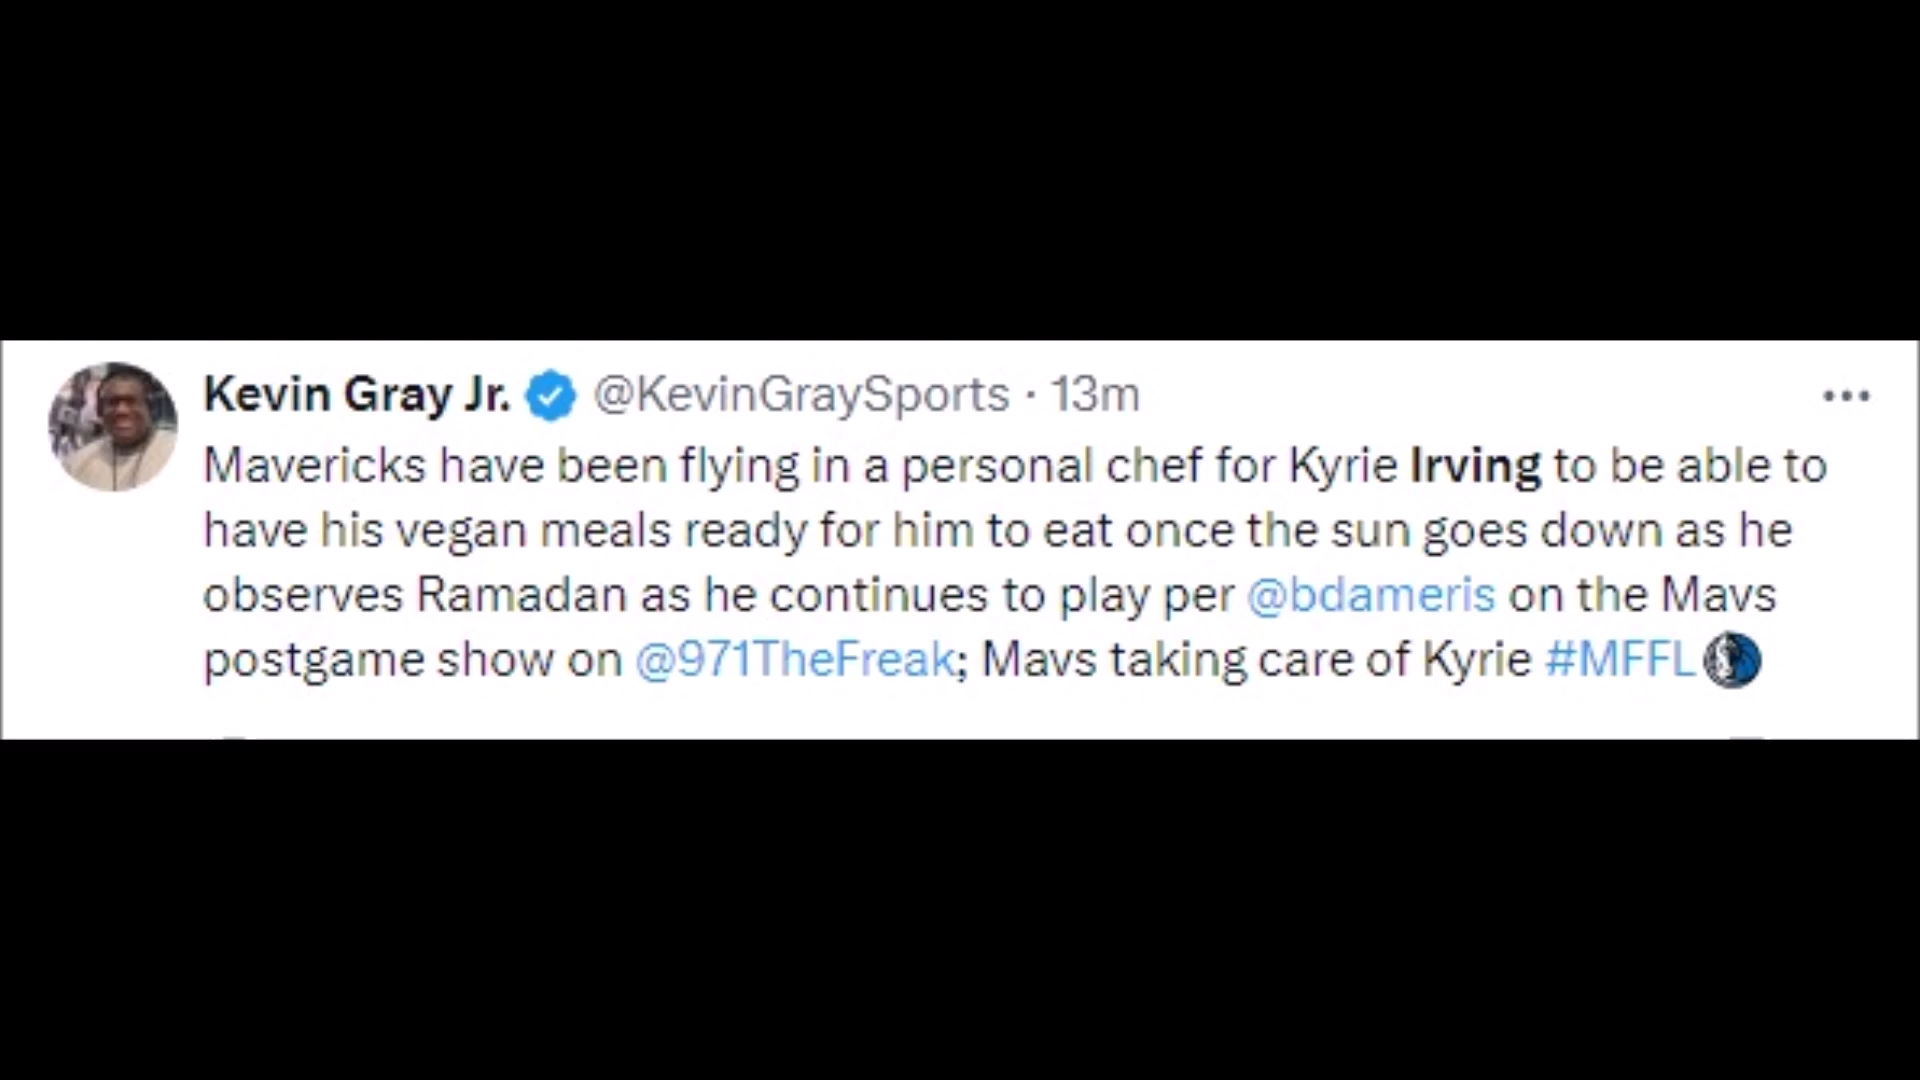 Kevin Gray Jr. @KevinGraySports · 13m
Mavericks have been flying in a personal chef for Kyrie Irving to be able to
have his vegan meals ready for him to eat once the sun goes down as he
observes Ramadan as he continues to play per @bdameris on the Mavs
postgame show on @971TheFreak; Mavs taking care of Kyrie #MFFL